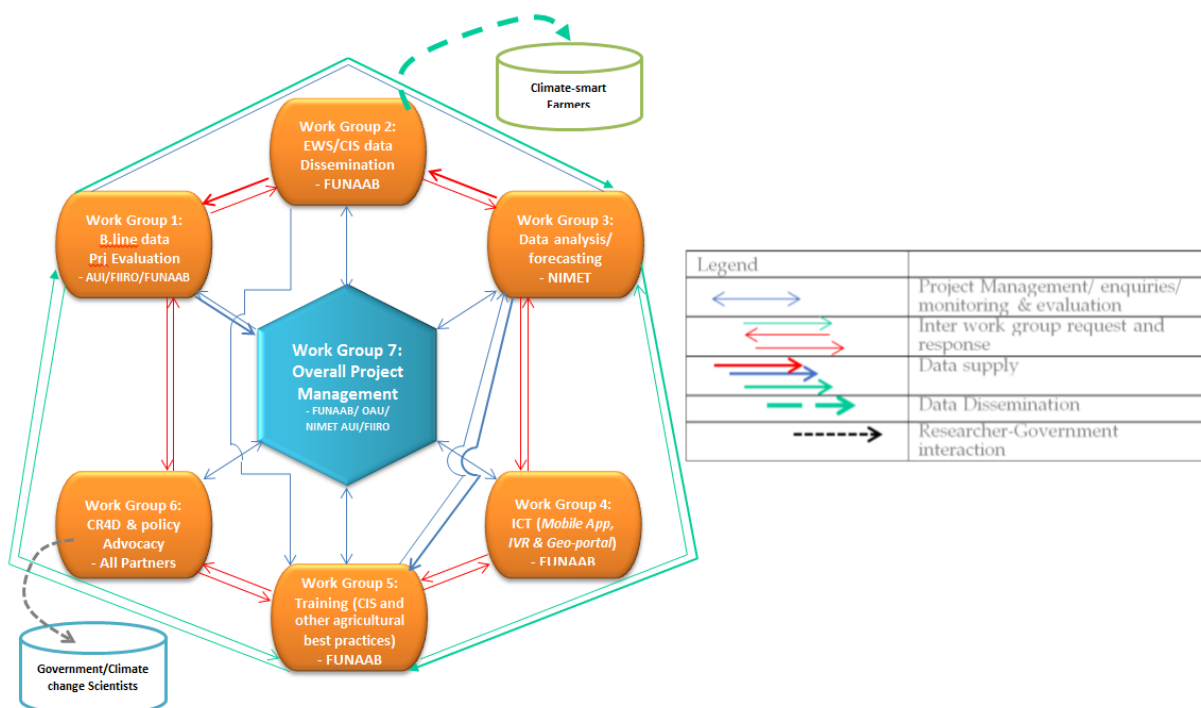 Climate-smart
Farmers
Work Group 2:
EWS/CIS data
Dissemination
- FUNAAB
Work Group 1:
B.line data
Prj Evaluation
- AUI/FIIRO/FUNAAB
Work Group 3:
Data analysis/
forecasting
- NIMET
Work Group 7:
Overall Project
Management
- FUNAAB/ OAU/
NIMET AUI/FIIRO
Work Group 6:
CR4D & policy
Advocacy
- All Partners
Work Group 4:
ICT (Mobile App,
IVR & Geo-portal)
- FUNAAB
Work Group 5:
Training (CIS and
other agricultural
best practices)
- FUNAAB
Government/Climate
change Scientists
Legend
Project Management/ enquiries/
monitoring & evaluation
Inter work group request and
response
Data supply
Data Dissemination
Researcher-Government
interaction